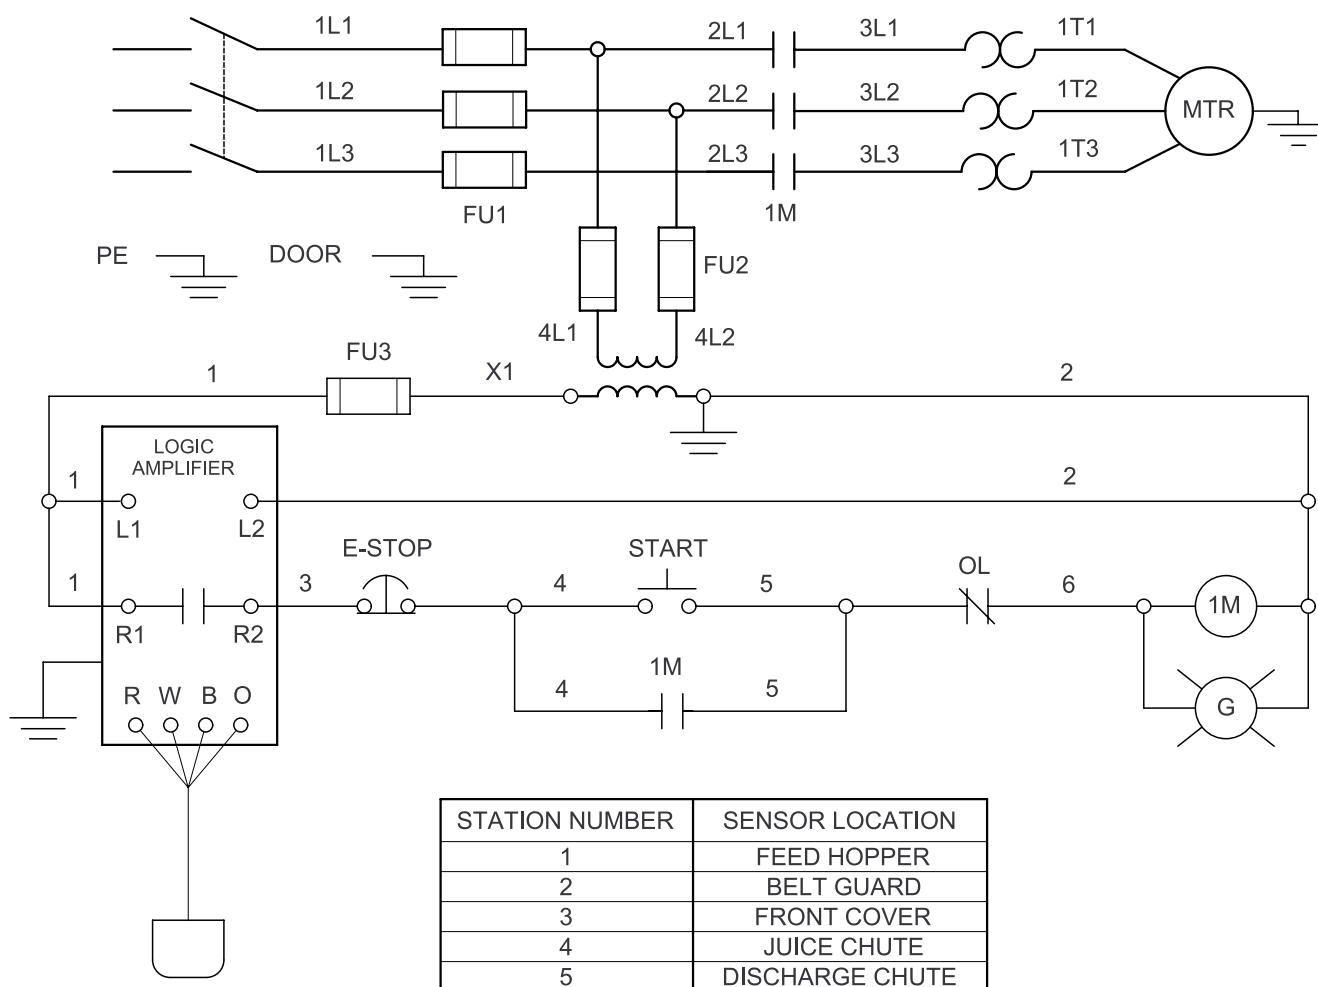 1L1
2L1
3L1
1T1
1L2
2L2
3L2
1T2
MTR
1L3
2L3
3L3
1T3
FU1
1M
PE
DOOR
FU2
4L1
4L2
FU3
1
X1
2
LOGIC
AMPLIFIER
1
2
L1
L2
E-STOP
START
OL
1
3
4
5
6
1M
R1
R2
1M
4
5
R W B O
G
STATION NUMBER SENSOR LOCATION
1 FEED HOPPER
2 BELT GUARD
3 FRONT COVER
4 JUICE CHUTE
5 DISCHARGE CHUTE